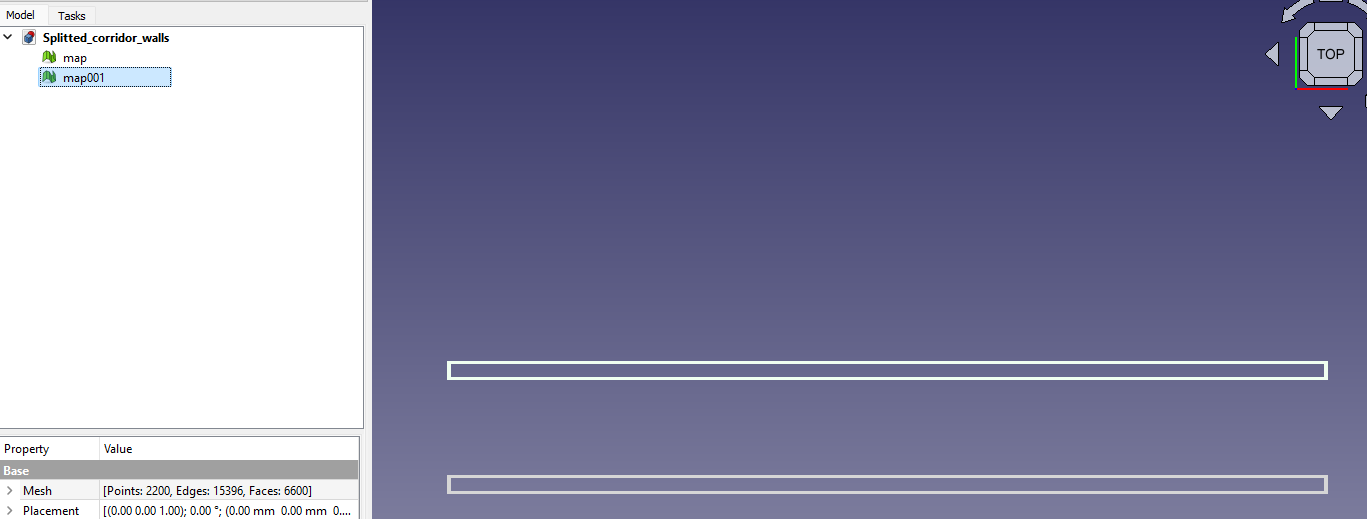 Model Tasks
Splitted_corridor_walls
map
map001
TOP
Property Value
Base
Mesh [Points: 2200, Edges: 15396, Faces: 6600]
Placement [(0.00 0.00 1.00); 0.00 °; (0.00 mm 0.00 mm 0....